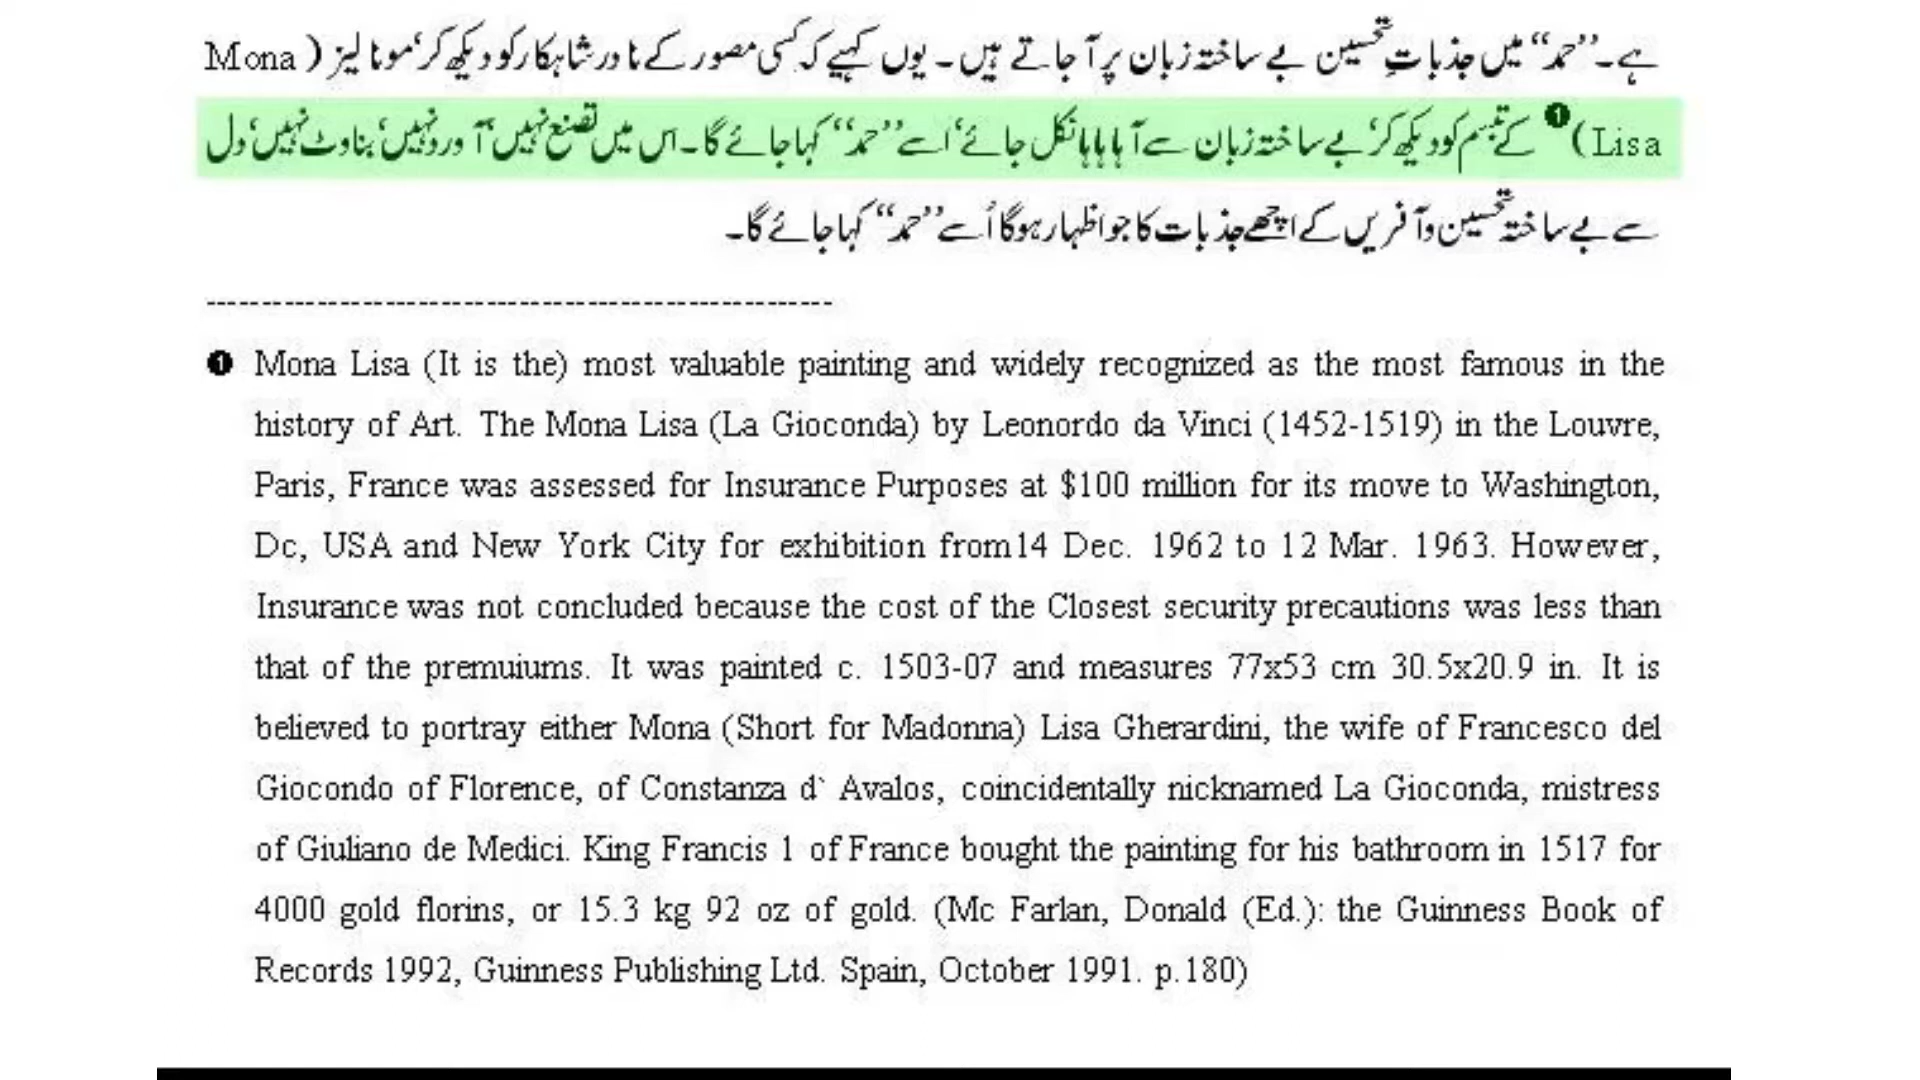 ہے۔ ’’حمد‘‘ میں جذباتِ تحسین بے ساختہ زبان پر آ جاتے ہیں۔ یوں کہیے کہ کسی مصور کے نادر شاہکار کو دیکھ کر، مونا لیز ( Mona
Lisa)❶ کے تبسم کو دیکھ کر، بے ساختہ زبان سے آہاہاہا نکل جائے، اسے ’’حمد‘‘ کہا جائے گا۔ اس میں تصنع نہیں، آورد نہیں، بناوٹ نہیں، دل
سے بے ساختہ تحسین و آفریں کے اچھے جذبات کا جو اظہار ہوگا اُسے ’’حمد‘‘ کہا جائے گا۔
--------------------------------------------------------
❶ Mona Lisa (It is the) most valuable painting and widely recognized as the most famous in the
history of Art. The Mona Lisa (La Gioconda) by Leonordo da Vinci (1452-1519) in the Louvre,
Paris, France was assessed for Insurance Purposes at $100 million for its move to Washington,
Dc, USA and New York City for exhibition from14 Dec. 1962 to 12 Mar. 1963. However,
Insurance was not concluded because the cost of the Closest security precautions was less than
that of the premuiums. It was painted c. 1503-07 and measures 77x53 cm 30.5x20.9 in. It is
believed to portray either Mona (Short for Madonna) Lisa Gherardini, the wife of Francesco del
Giocondo of Florence, of Constanza d` Avalos, coincidentally nicknamed La Gioconda, mistress
of Giuliano de Medici. King Francis 1 of France bought the painting for his bathroom in 1517 for
4000 gold florins, or 15.3 kg 92 oz of gold. (Mc Farlan, Donald (Ed.): the Guinness Book of
Records 1992, Guinness Publishing Ltd. Spain, October 1991. p.180)